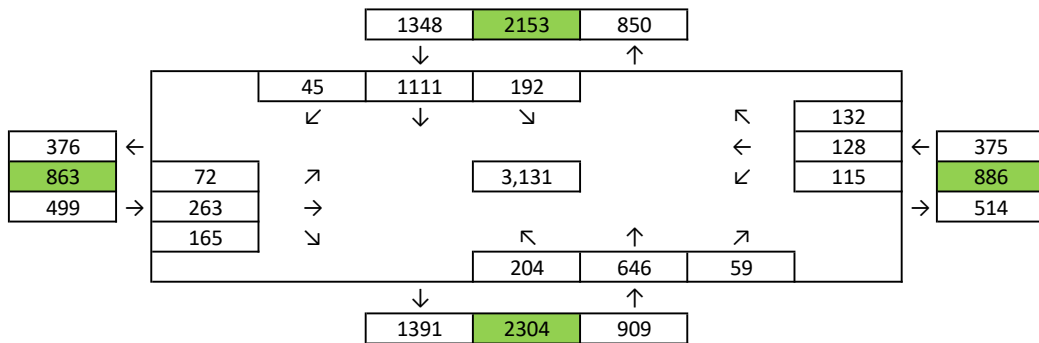 1348 2153 850
↓ ↑
45 1111 192
↙ ↓ ↘ ↖ 132
376 ← ← 128 ← 375
863 72 ↗ 3,131 ↙ 115 886
499 → 263 → → 514
165 ↘ ↖ ↑ ↗
204 646 59
↓ ↑
1391 2304 909